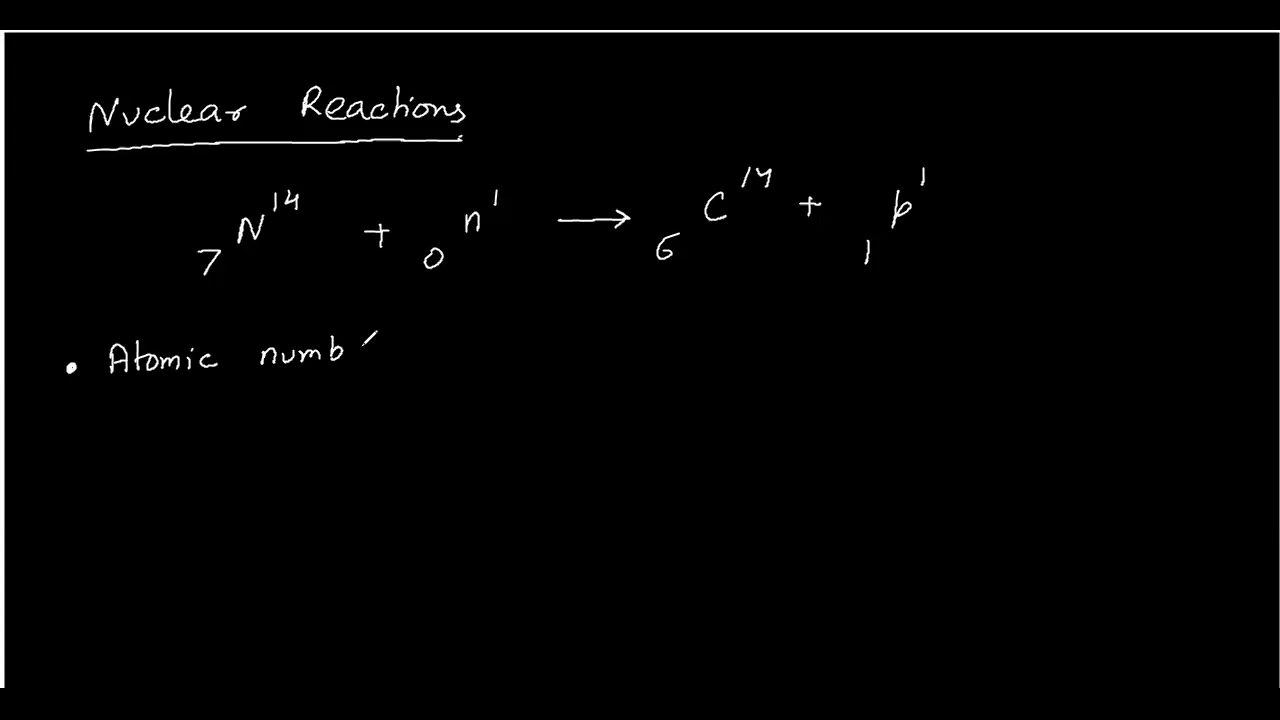 Nuclear Reactions
₇N¹⁴ + ₀n¹ ⟶ ₆C¹⁴ + ₁p¹
• Atomic numb